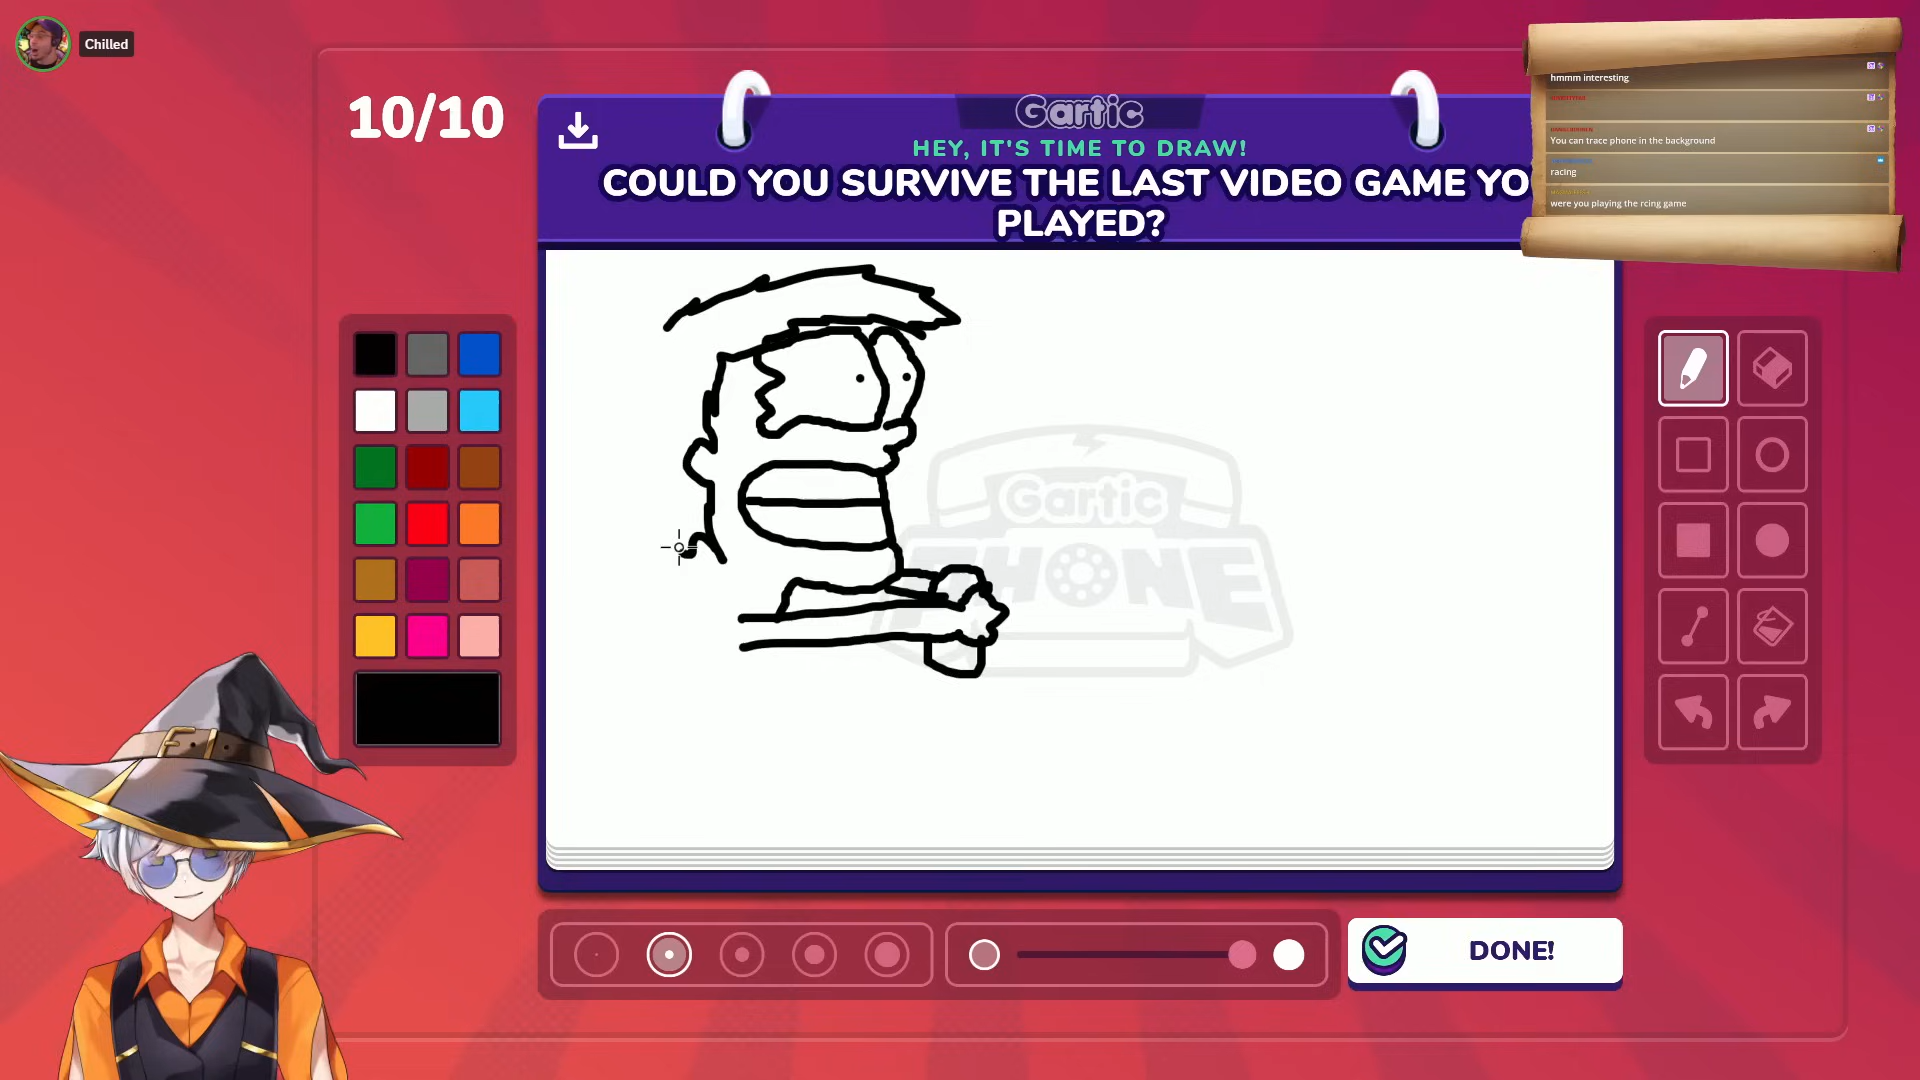 Chilled
10/10
Gartic
HEY, IT'S TIME TO DRAW!
COULD YOU SURVIVE THE LAST VIDEO GAME YO
PLAYED?
hmmm interesting
You can trace phone in the background
racing
were you playing the rcing game
Gartic
PHONE
DONE!